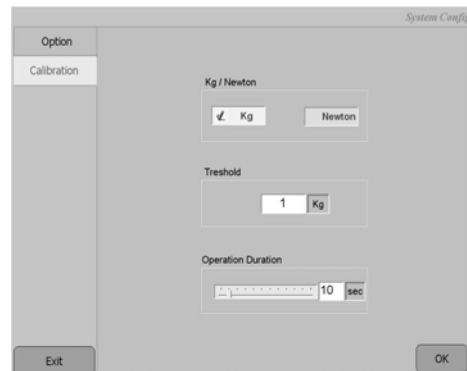 System Config
Option
Calibration
Kg / Newton
Kg
Newton
Treshold
1 Kg
Operation Duration
10 sec
Exit
OK